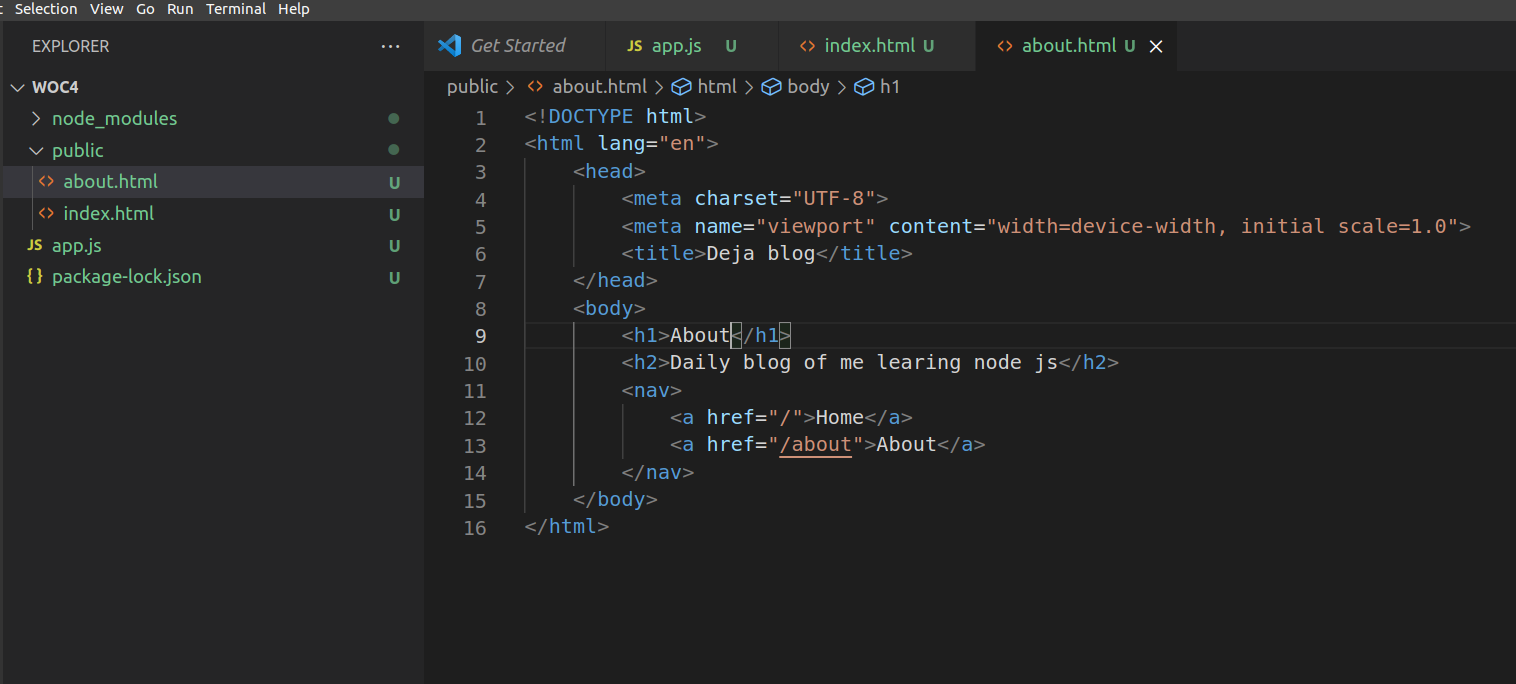 Selection View Go Run Terminal Help
EXPLORER ···
WOC4
node_modules
public
about.html U
index.html U
JS app.js U
{} package-lock.json U
Get Started JS app.js U <> index.html U <> about.html U ×
public > <> about.html > html > body > h1
1 <!DOCTYPE html>
2 <html lang="en">
3 <head>
4 <meta charset="UTF-8">
5 <meta name="viewport" content="width=device-width, initial scale=1.0">
6 <title>Deja blog</title>
7 </head>
8 <body>
9 <h1>About</h1>
10 <h2>Daily blog of me learing node js</h2>
11 <nav>
12 <a href="/">Home</a>
13 <a href="/about">About</a>
14 </nav>
15 </body>
16 </html>